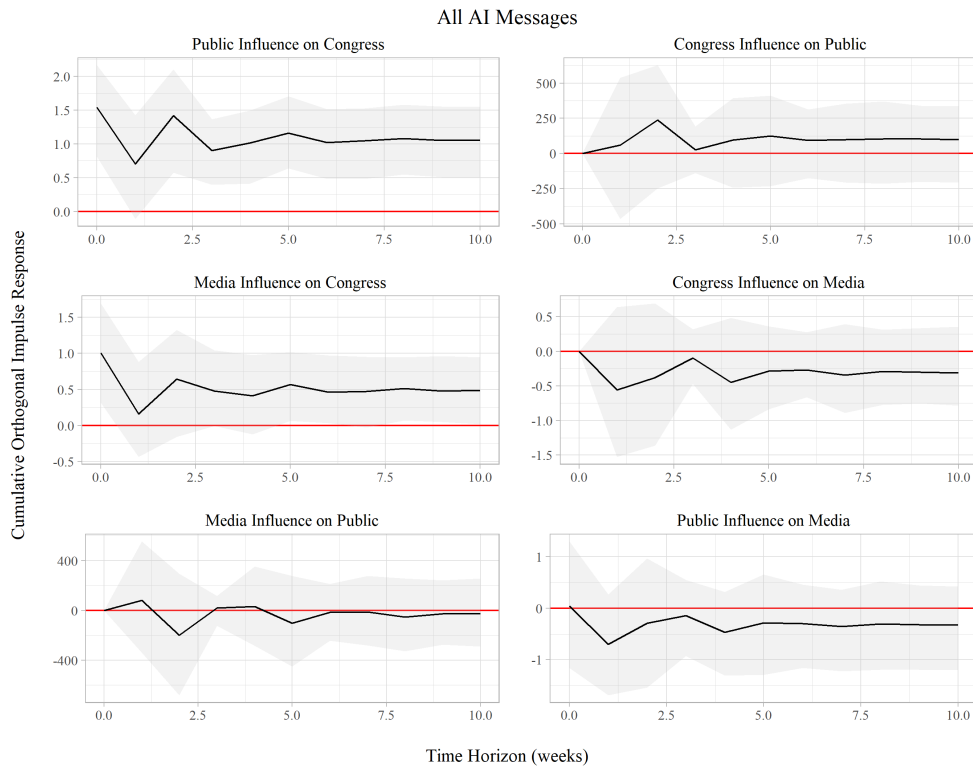 All AI Messages
Cumulative Orthogonal Impulse Response
Public Influence on Congress
2.0
1.5
1.0
0.5
0.0
0.0 2.5 5.0 7.5 10.0
Congress Influence on Public
500
250
0
-250
-500
0.0 2.5 5.0 7.5 10.0
Media Influence on Congress
1.5
1.0
0.5
0.0
-0.5
0.0 2.5 5.0 7.5 10.0
Congress Influence on Media
0.5
0.0
-0.5
-1.0
-1.5
0.0 2.5 5.0 7.5 10.0
Media Influence on Public
400
0
-400
0.0 2.5 5.0 7.5 10.0
Public Influence on Media
1
0
-1
0.0 2.5 5.0 7.5 10.0
Time Horizon (weeks)